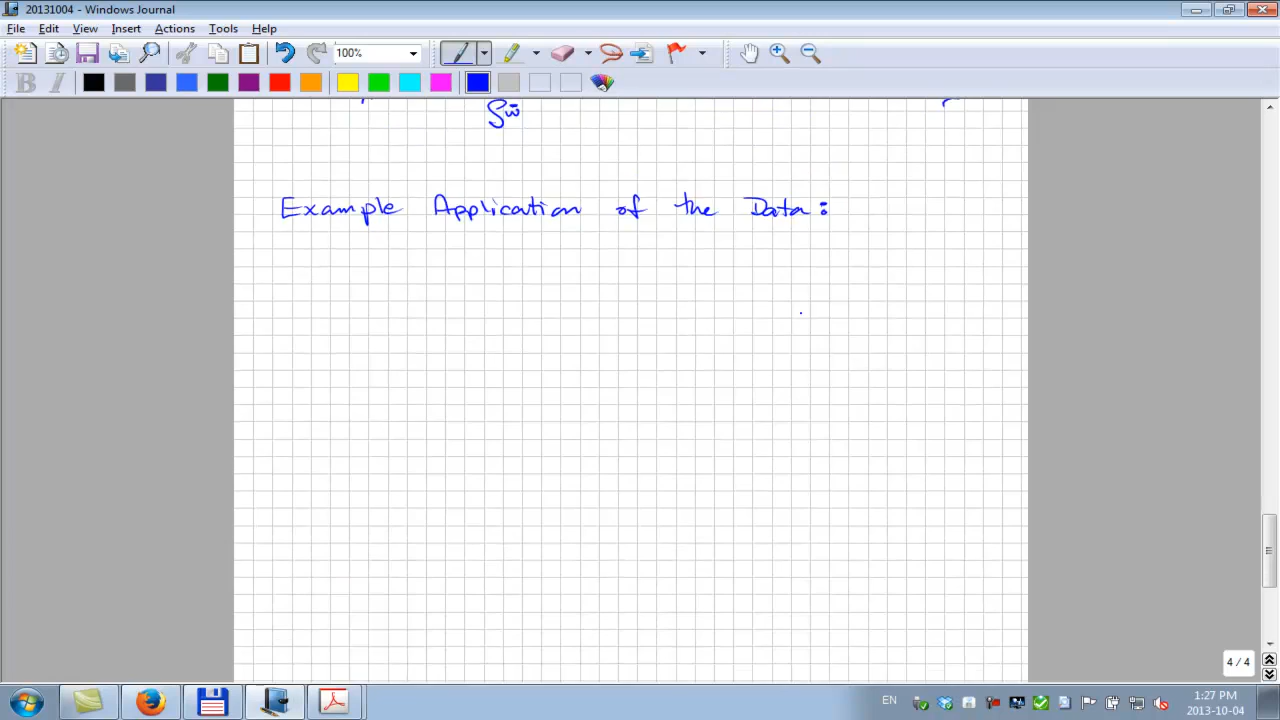 20131004 - Windows Journal
File Edit View Insert Actions Tools Help
100%
B I
Example Application of the Data:
4 / 4
EN
1:27 PM
2013-10-04